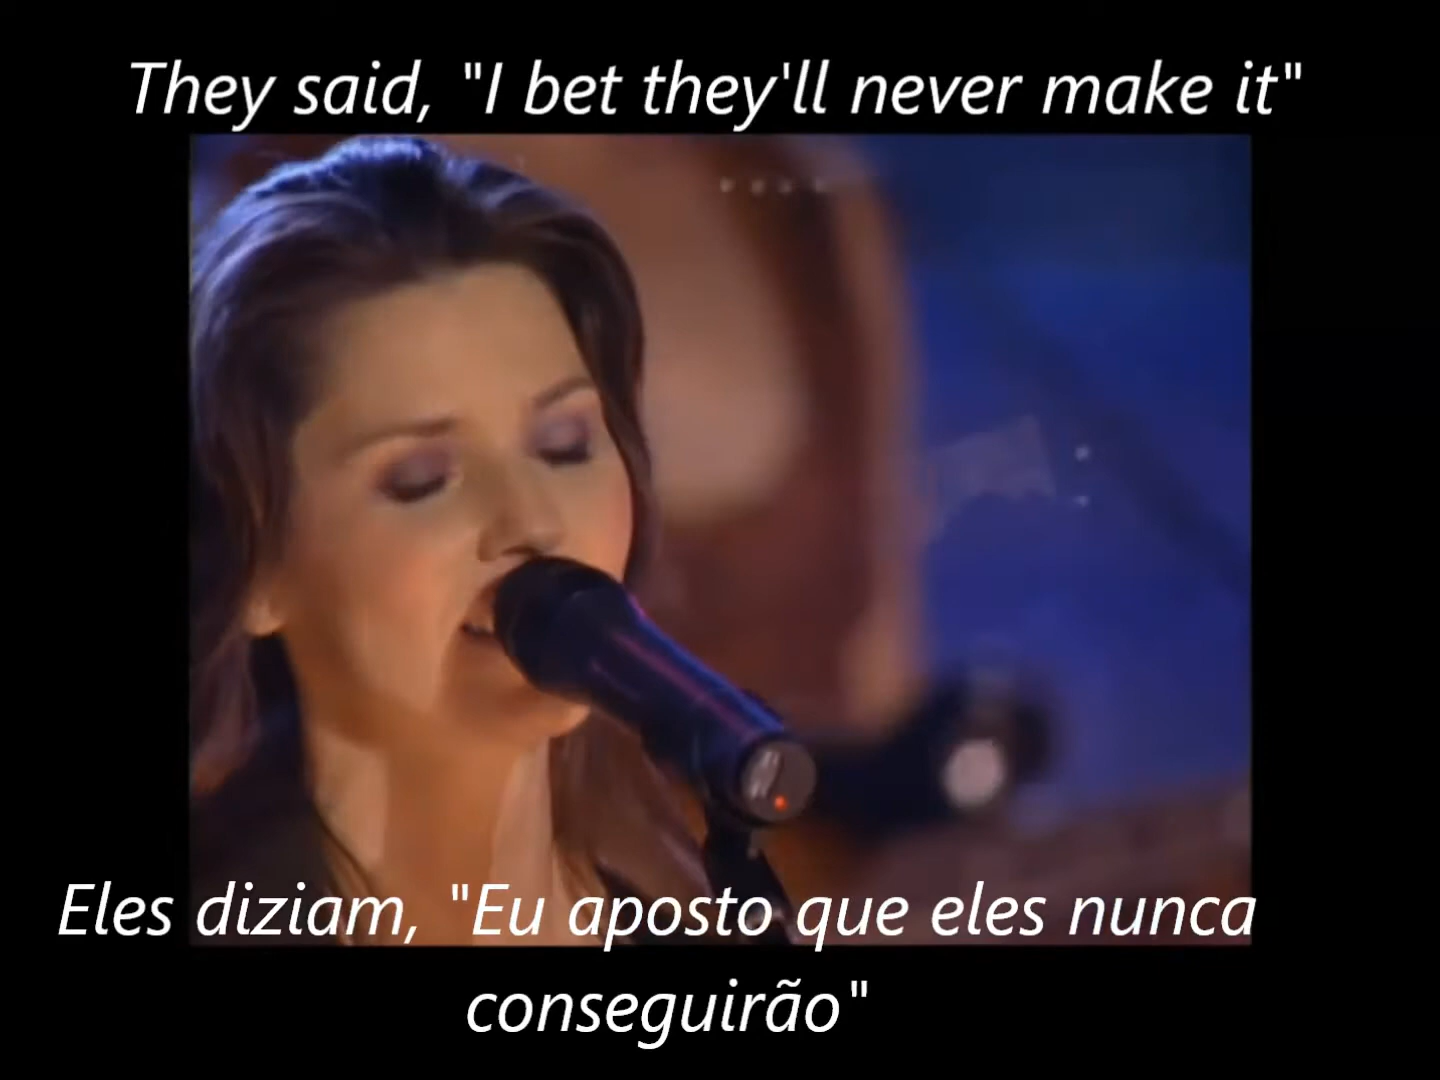 They said, "I bet they'll never make it"
Eles diziam, "Eu aposto que eles nunca
conseguirão"